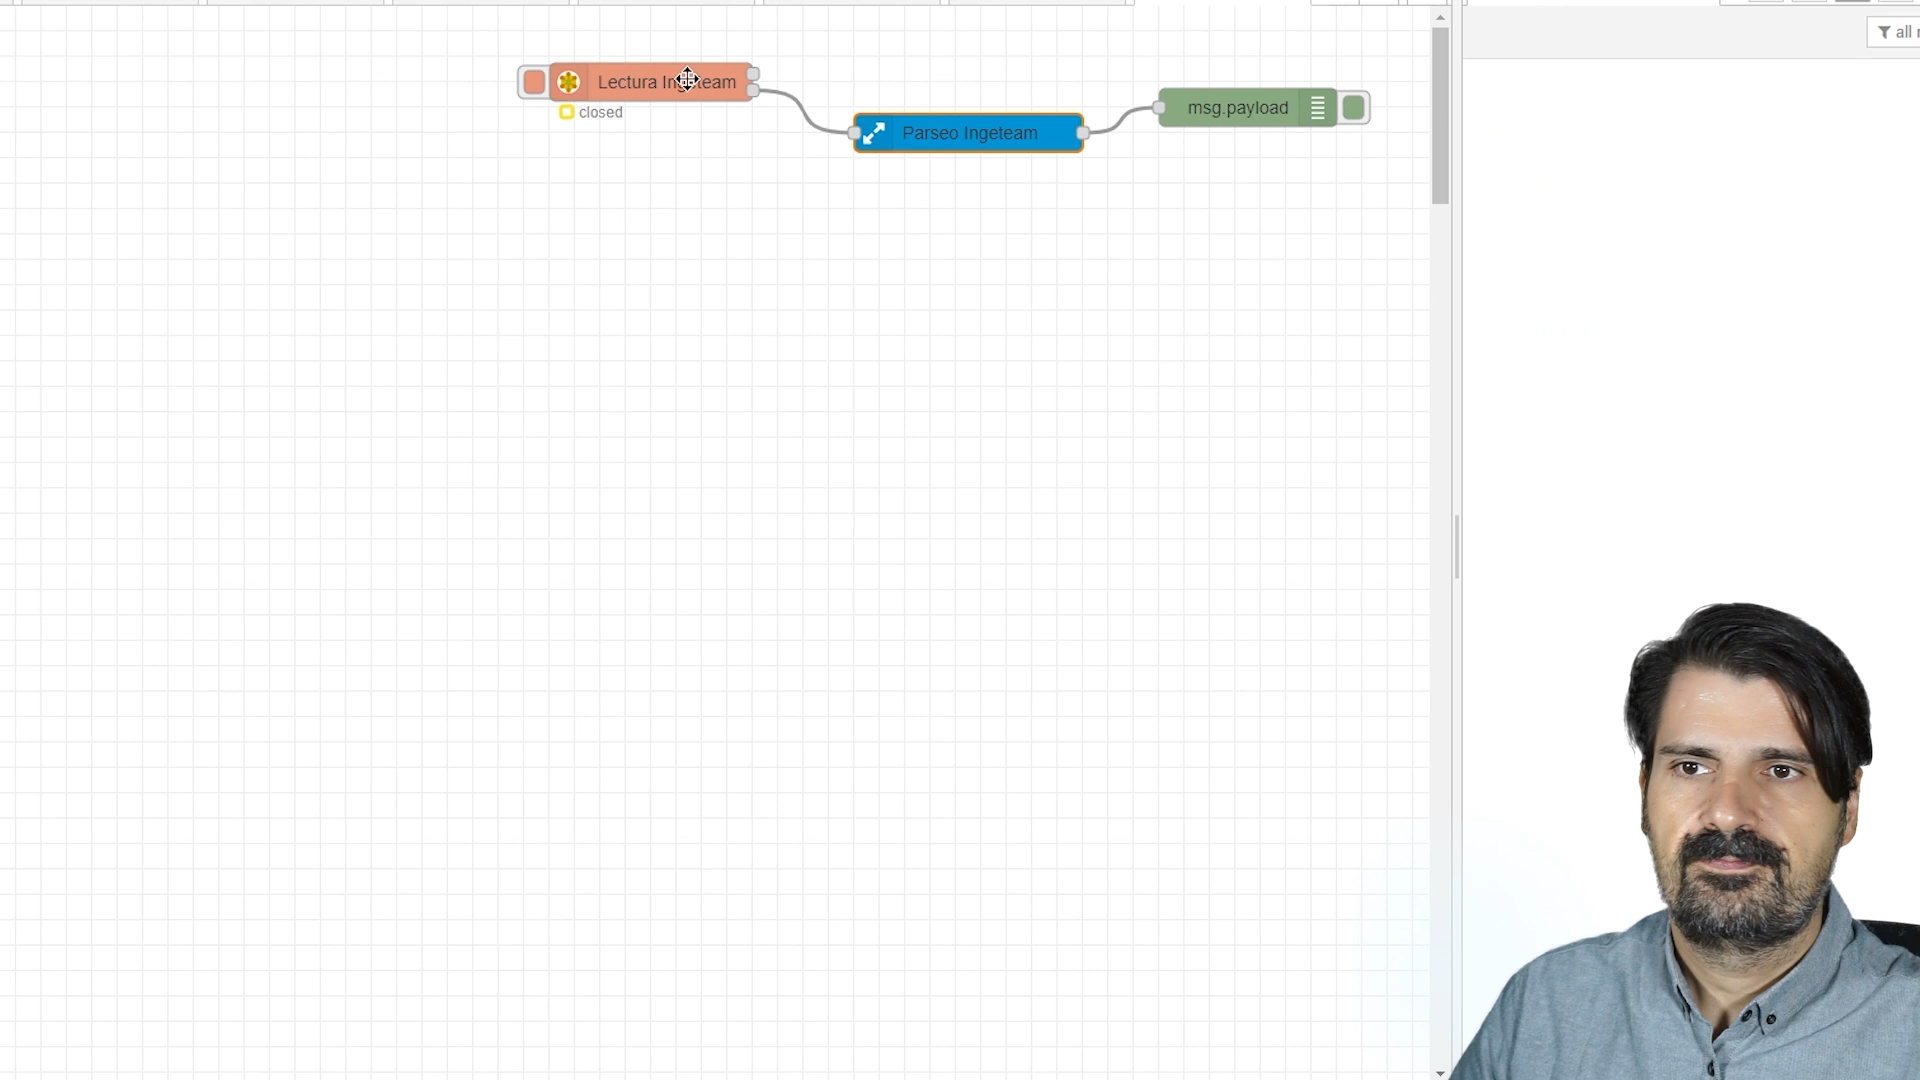 all
Lectura Ingeteam
closed
Parseo Ingeteam
msg.payload